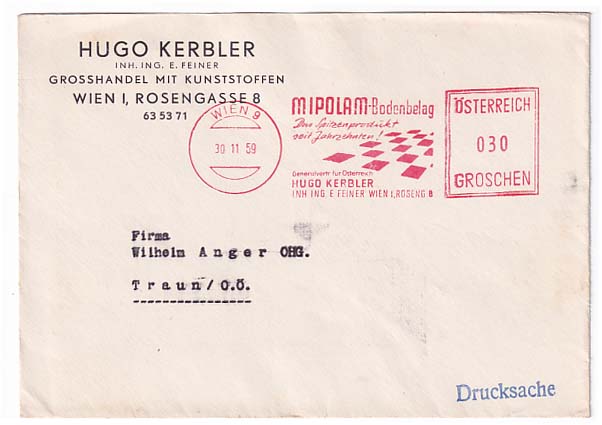 HUGO KERBLER
INH. ING. E. FEINER
GROSSHANDEL MIT KUNSTSTOFFEN
WIEN I, ROSENGASSE 8
63 53 71
WIEN 9
30 11 59
MIPOLAM-Bodenbelag
Das Spitzenprodukt
seit Jahrzehnten!
Generalvertr. für Österreich
HUGO KERBLER
INH. ING. E. FEINER WIEN I, ROSENG 8
ÖSTERREICH
030
GROSCHEN
Firma
Wilhelm Anger OHG.
Traun/O.Ö.
Drucksache